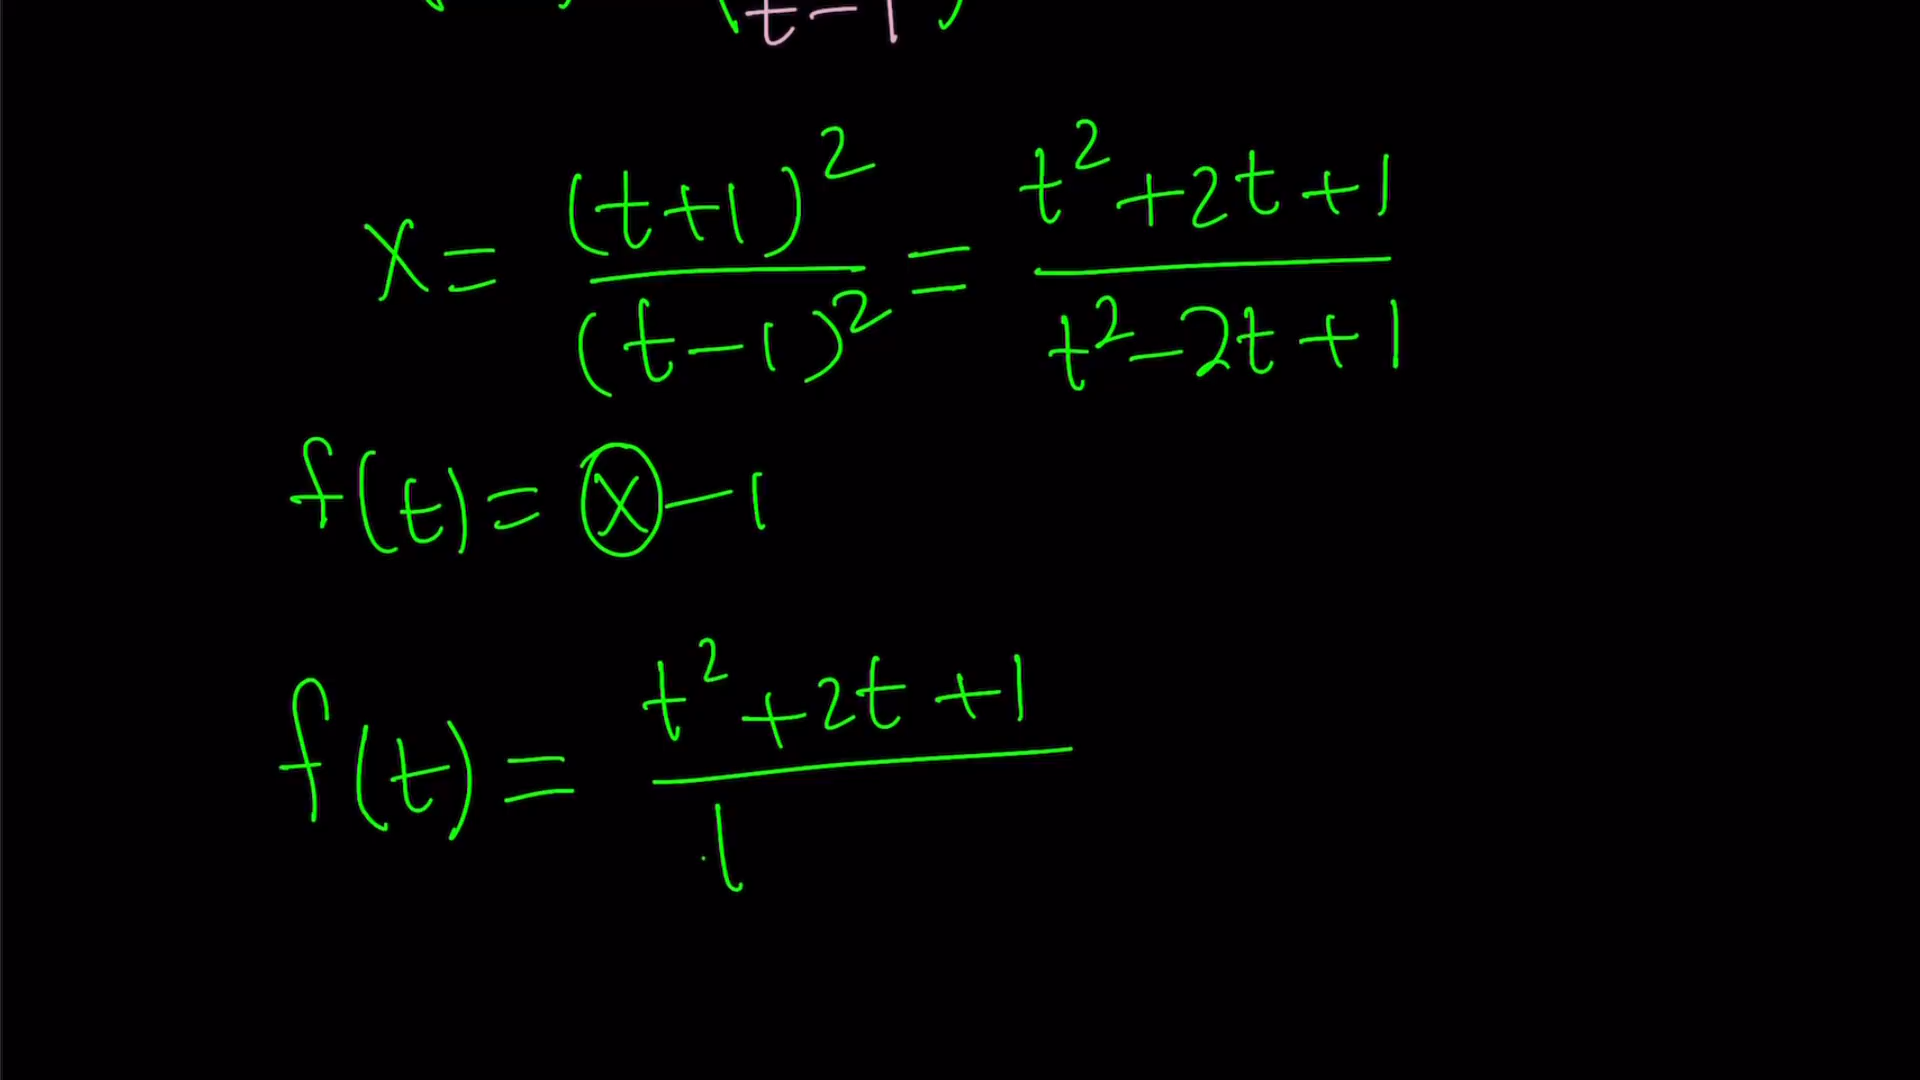 t-1
x = (t+1)^2 / (t-1)^2 = t^2+2t+1 / t^2-2t+1
f(t) = x-1
f(t) = t^2+2t+1 /